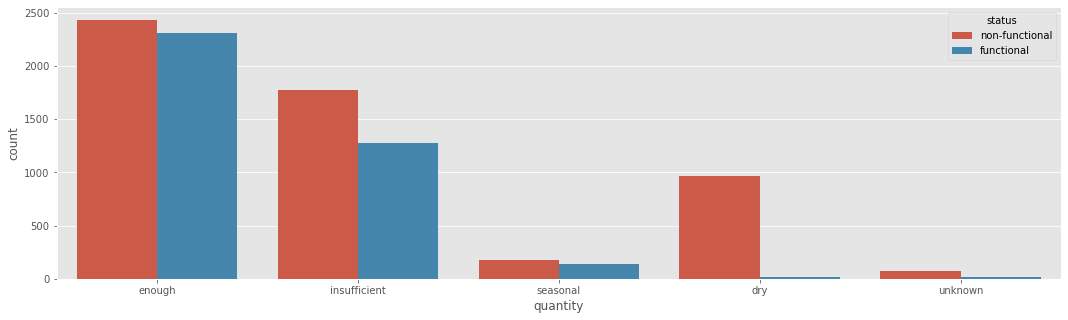 2500
2000
1500
1000
500
0
count
status
non-functional
functional
enough
insufficient
seasonal
dry
unknown
quantity